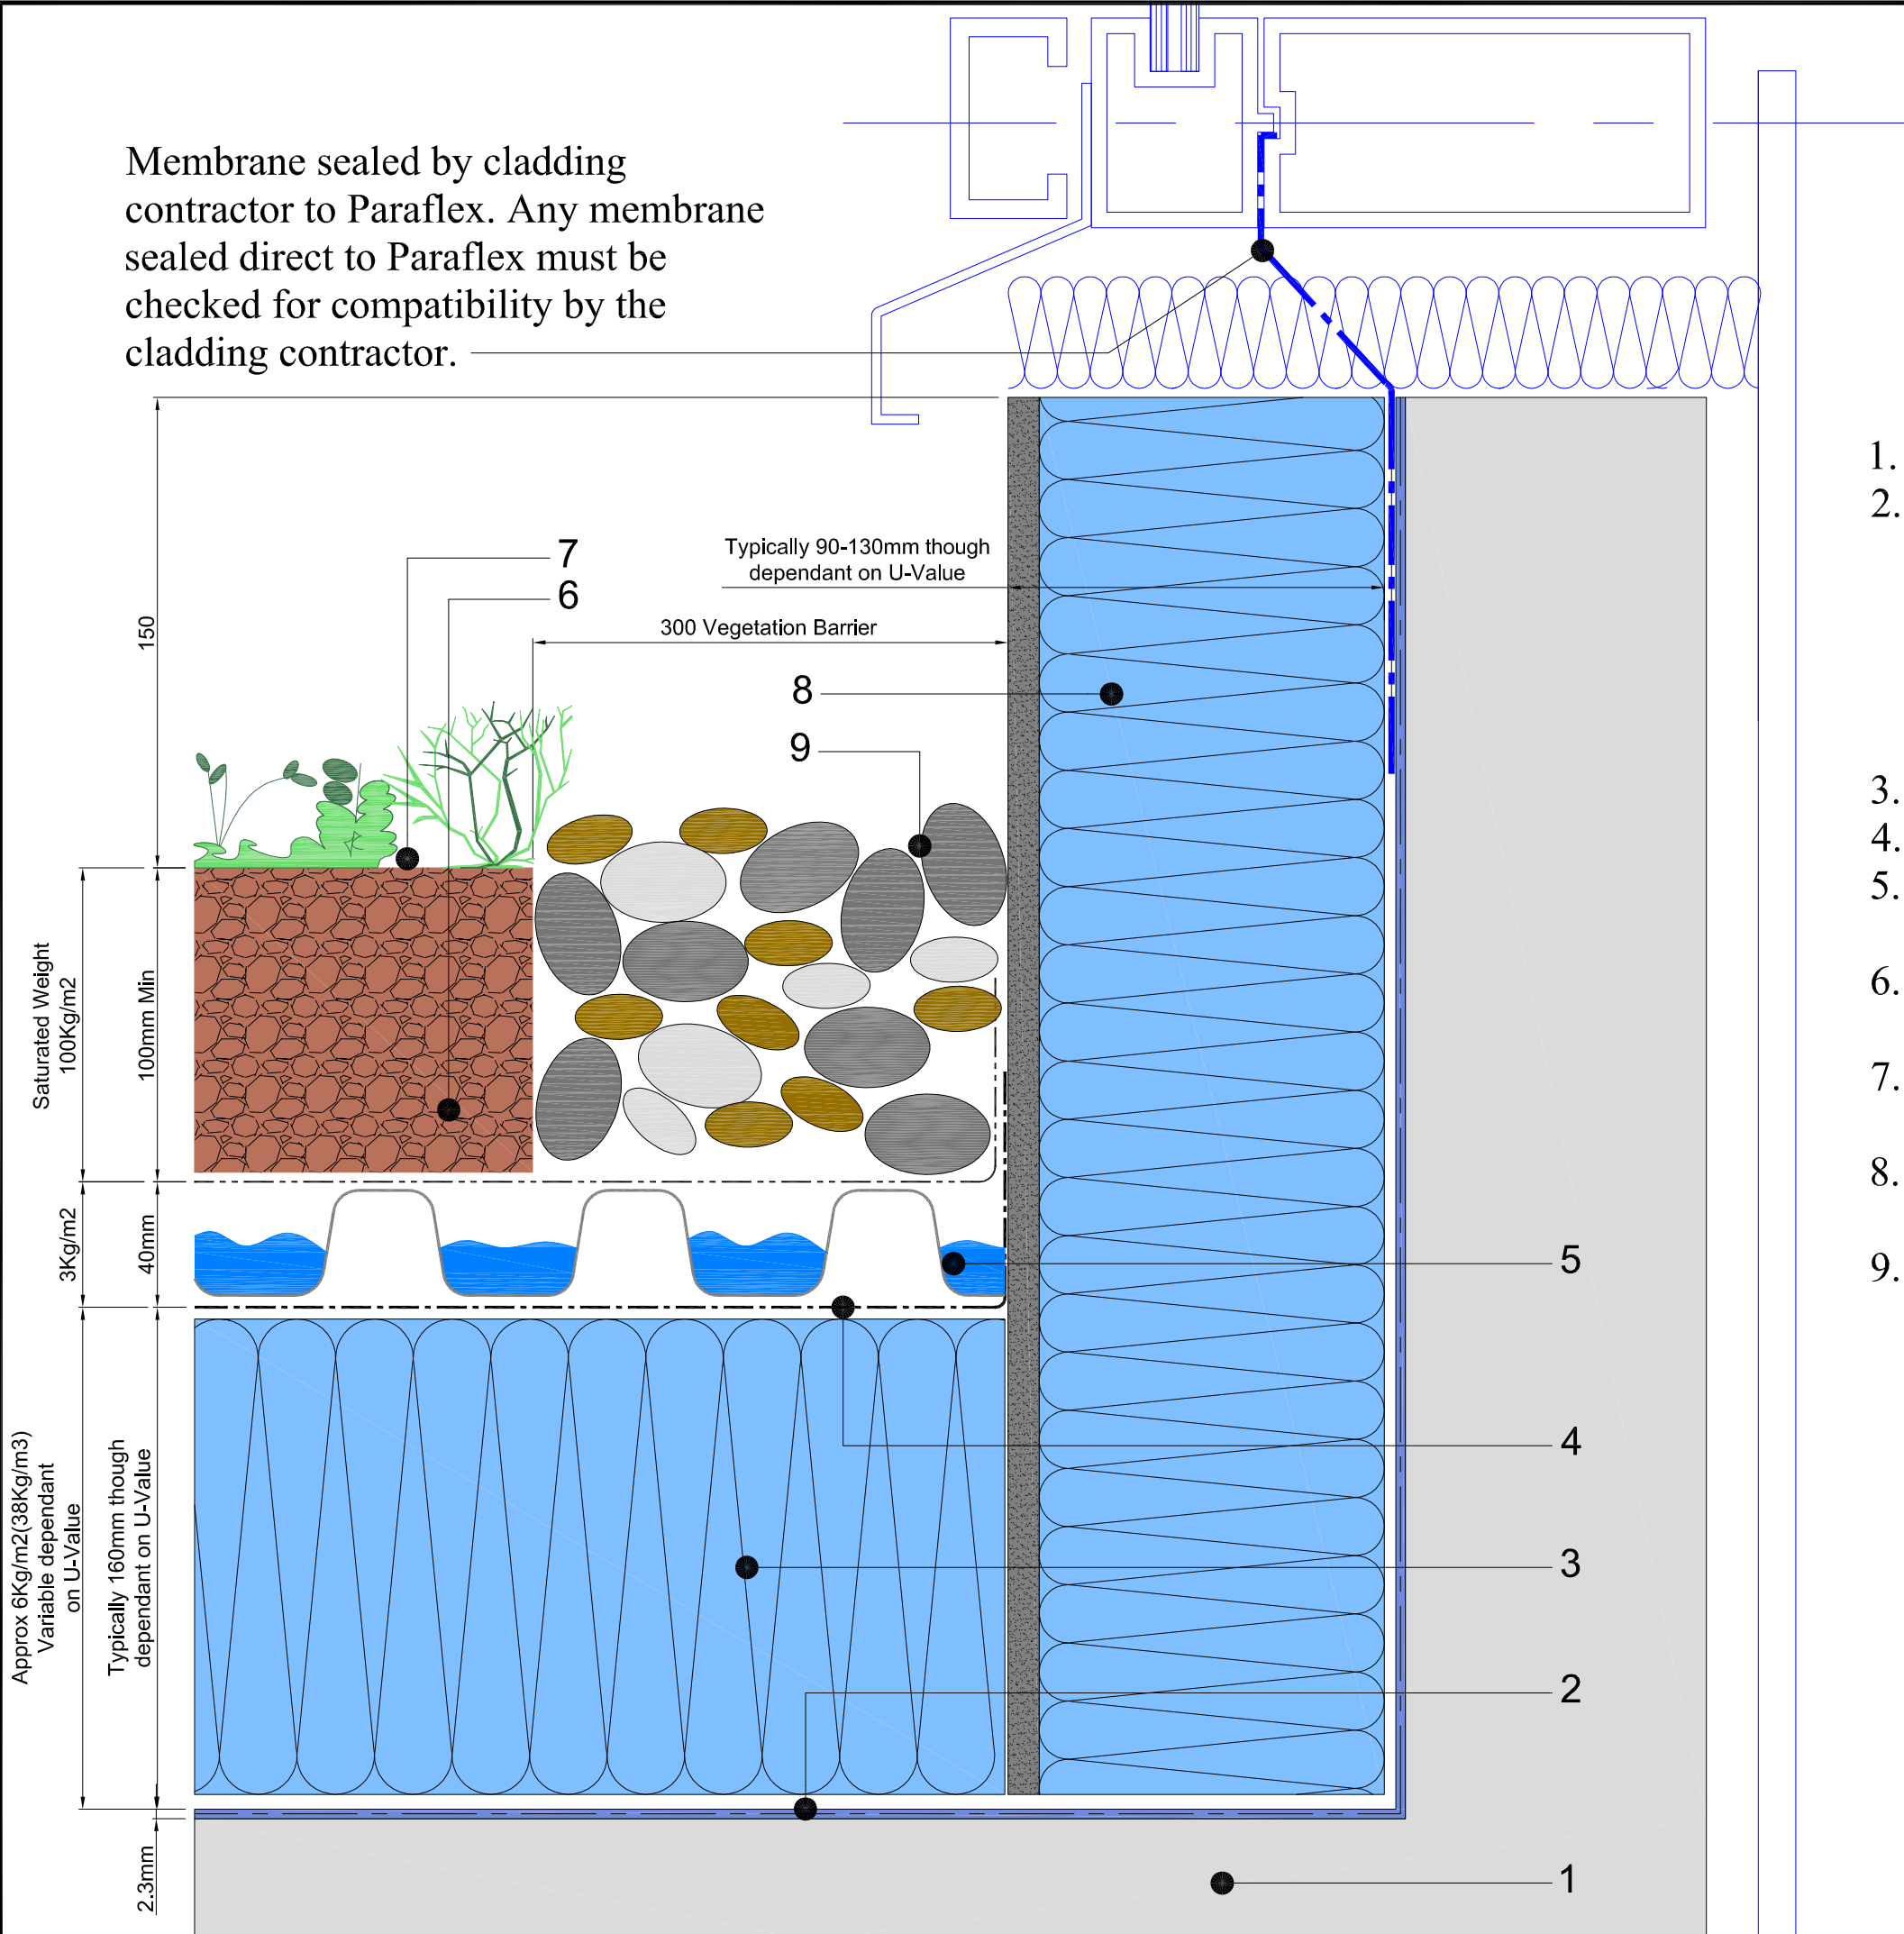 Membrane sealed by cladding
contractor to Paraflex. Any membrane
sealed direct to Paraflex must be
checked for compatibility by the
cladding contractor.
1.
2.
3.
4.
5.
6.
7.
8.
9.
7
6
Typically 90-130mm though
dependant on U-Value
300 Vegetation Barrier
8
9
150
Saturated Weight
100Kg/m2
100mm Min
3Kg/m2
40mm
Approx 6Kg/m2(38Kg/m3)
Variable dependant
on U-Value
Typically 160mm though
dependant on U-Value
2.3mm
5
4
3
2
1